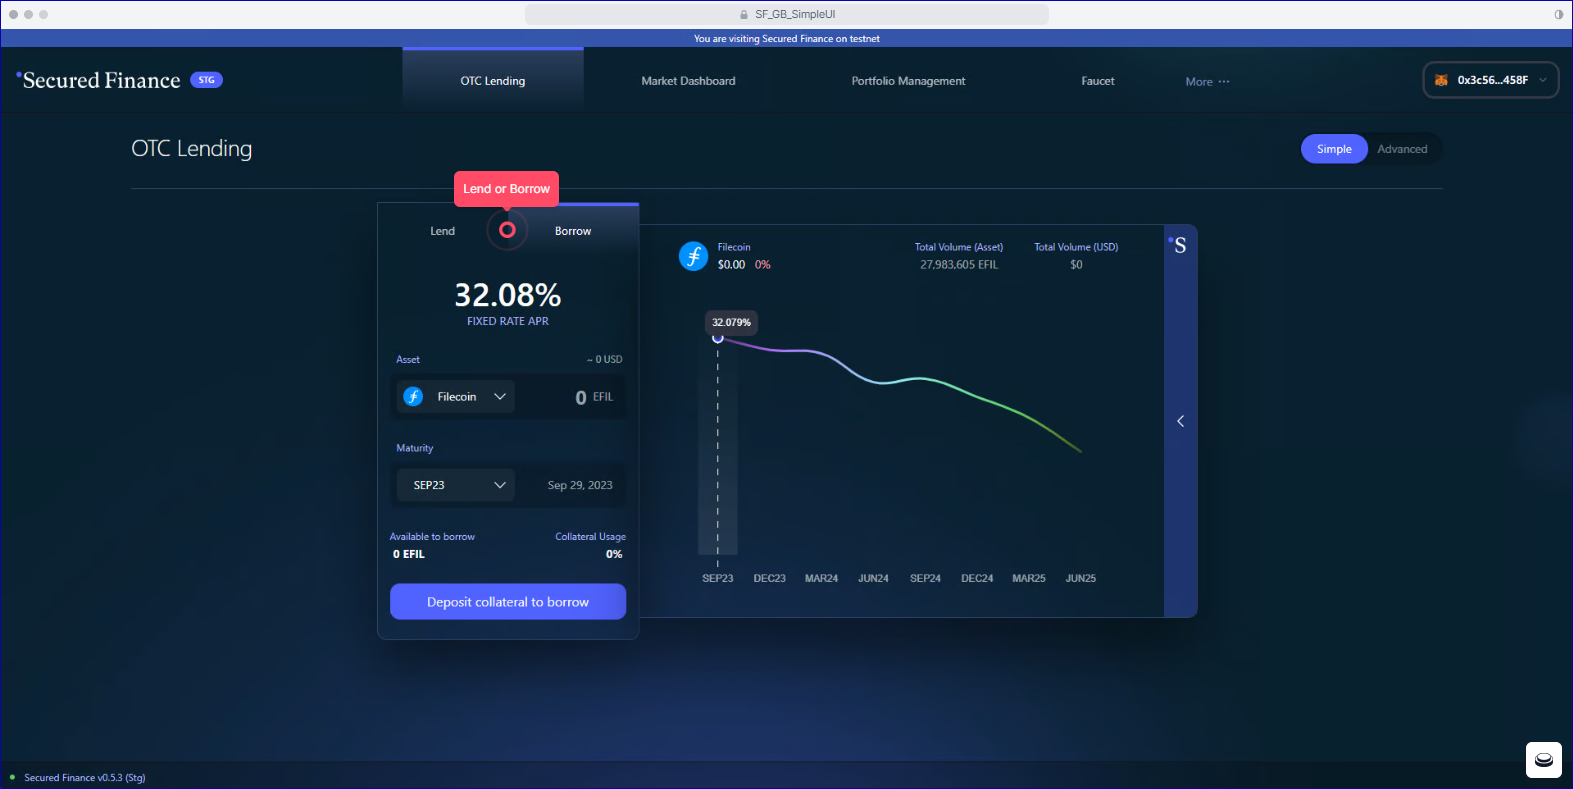 SF_GB_SimpleUI
You are visiting Secured Finance on testnet
Secured Finance STG
OTC Lending
Market Dashboard
Portfolio Management
Faucet
More ···
0x3c56...458F
OTC Lending
Simple
Advanced
Lend or Borrow
Lend
Borrow
32.08%
FIXED RATE APR
Asset
~ 0 USD
Filecoin
0 EFIL
Maturity
SEP23
Sep 29, 2023
Available to borrow
Collateral Usage
0 EFIL
0%
Deposit collateral to borrow
Filecoin
$0.00 0%
Total Volume (Asset)
27,983,605 EFIL
Total Volume (USD)
$0
S
32.079%
SEP23 DEC23 MAR24 JUN24 SEP24 DEC24 MAR25 JUN25
Secured Finance v0.5.3 (Stg)